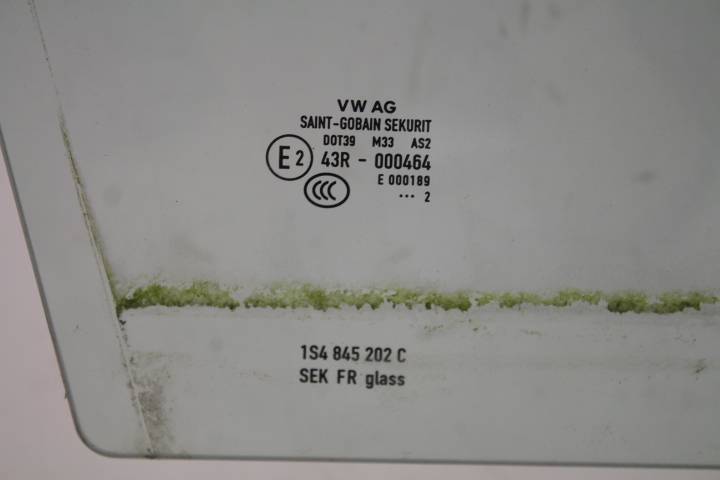 VW AG
SAINT-GOBAIN SEKURIT
DOT39 M33 AS2
E2 43R - 000464
E 000189
CCC
••• 2
1S4 845 202 C
SEK FR glass